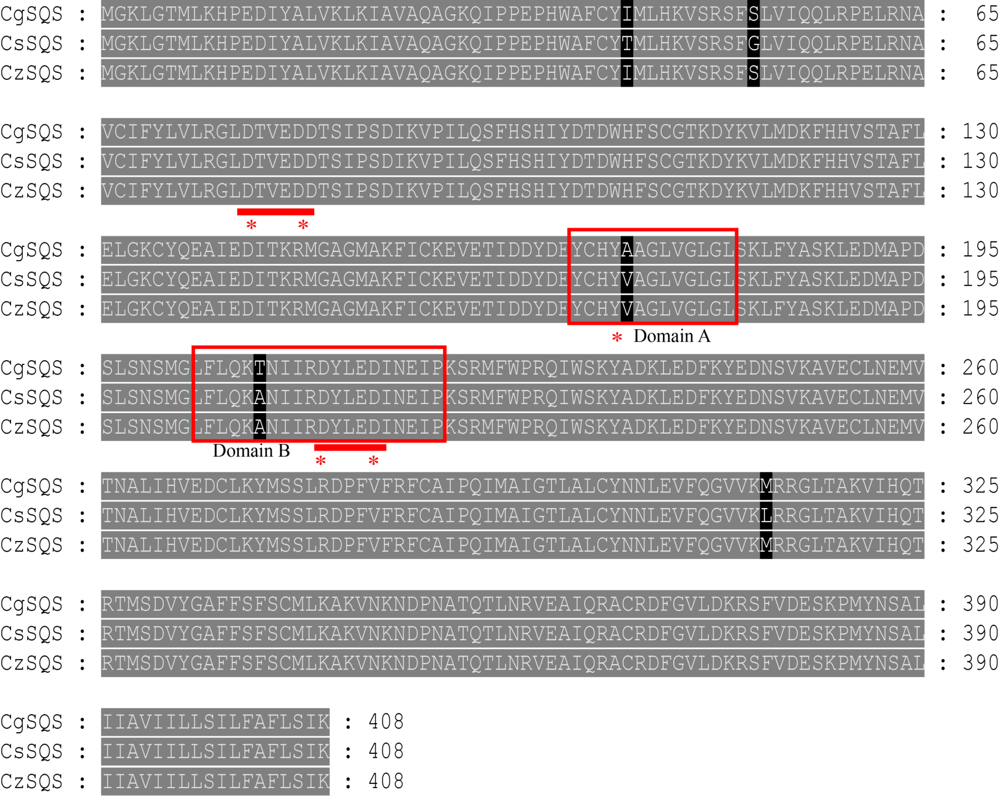 CgSQS : MGKLGTMLKHPEDIYALVKLKIAVAQAGKQIPPEPHWAFCYIMLHKVSRSFSLVIQQLRPELRNA : 65
CsSQS : MGKLGTMLKHPEDIYALVKLKIAVAQAGKQIPPEPHWAFCYTMLHKVSRSFGLVIQQLRPELRNA : 65
CzSQS : MGKLGTMLKHPEDIYALVKLKIAVAQAGKQIPPEPHWAFCYIMLHKVSRSFSLVIQQLRPELRNA : 65
CgSQS : VCIFYLVLRGLDTVEDDTSIPSDIKVPILQSFHSHIYDTDWHFSCGTKDYKVLMDKFHHVSTAFL : 130
CsSQS : VCIFYLVLRGLDTVEDDTSIPSDIKVPILQSFHSHIYDTDWHFSCGTKDYKVLMDKFHHVSTAFL : 130
CzSQS : VCIFYLVLRGLDTVEDDTSIPSDIKVPILQSFHSHIYDTDWHFSCGTKDYKVLMDKFHHVSTAFL : 130
* *
CgSQS : ELGKCYQEAIEDITKRMGAGMAKFICKEVETIDDYDEYCHYAAGLVGLGLSKLFYASKLEDMAPD : 195
CsSQS : ELGKCYQEAIEDITKRMGAGMAKFICKEVETIDDYDEYCHYVAGLVGLGLSKLFYASKLEDMAPD : 195
CzSQS : ELGKCYQEAIEDITKRMGAGMAKFICKEVETIDDYDEYCHYVAGLVGLGLSKLFYASKLEDMAPD : 195
* Domain A
CgSQS : SLSNSMGLFLQKTNIIRDYLEDINEIPKSRMFWPRQIWSKYADKLEDFKYEDNSVKAVECLNEMV : 260
CsSQS : SLSNSMGLFLQKANIIRDYLEDINEIPKSRMFWPRQIWSKYADKLEDFKYEDNSVKAVECLNEMV : 260
CzSQS : SLSNSMGLFLQKANIIRDYLEDINEIPKSRMFWPRQIWSKYADKLEDFKYEDNSVKAVECLNEMV : 260
Domain B
* *
CgSQS : TNALIHVEDCLKYMSSLRDPFVFRFCAIPQIMAIGTLALCYNNLEVFQGVVKMRRGLTAKVIHQT : 325
CsSQS : TNALIHVEDCLKYMSSLRDPFVFRFCAIPQIMAIGTLALCYNNLEVFQGVVKLRRGLTAKVIHQT : 325
CzSQS : TNALIHVEDCLKYMSSLRDPFVFRFCAIPQIMAIGTLALCYNNLEVFQGVVKMRRGLTAKVIHQT : 325
CgSQS : RTMSDVYGAFFSFSCMLKAKVNKNDPNATQTLNRVEAIQRACRDFGVLDKRSFVDESKPMYNSAL : 390
CsSQS : RTMSDVYGAFFSFSCMLKAKVNKNDPNATQTLNRVEAIQRACRDFGVLDKRSFVDESKPMYNSAL : 390
CzSQS : RTMSDVYGAFFSFSCMLKAKVNKNDPNATQTLNRVEAIQRACRDFGVLDKRSFVDESKPMYNSAL : 390
CgSQS : IIAVIIILLSILFAFLSIK : 408
CsSQS : IIAVIIILLSILFAFLSIK : 408
CzSQS : IIAVIIILLSILFAFLSIK : 408